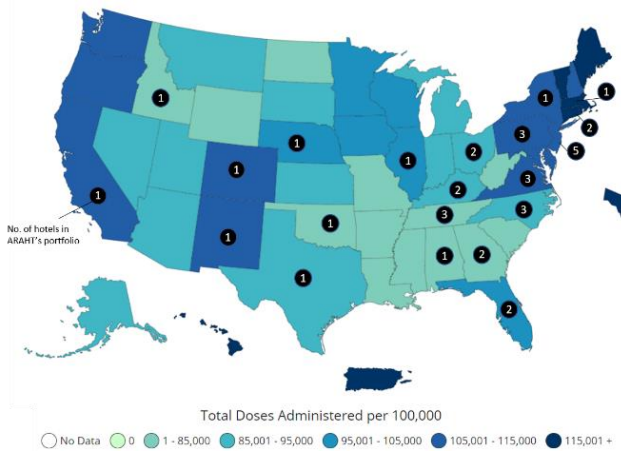 1
1
1
3
2
1
1
2
5
1
2
3
1
No. of hotels in
ARAHT's portfolio
3
3
1
1
1
1
2
2
Total Doses Administered per 100,000
No Data
0
1 - 85,000
85,001 - 95,000
95,001 - 105,000
105,001 - 115,000
115,001 +